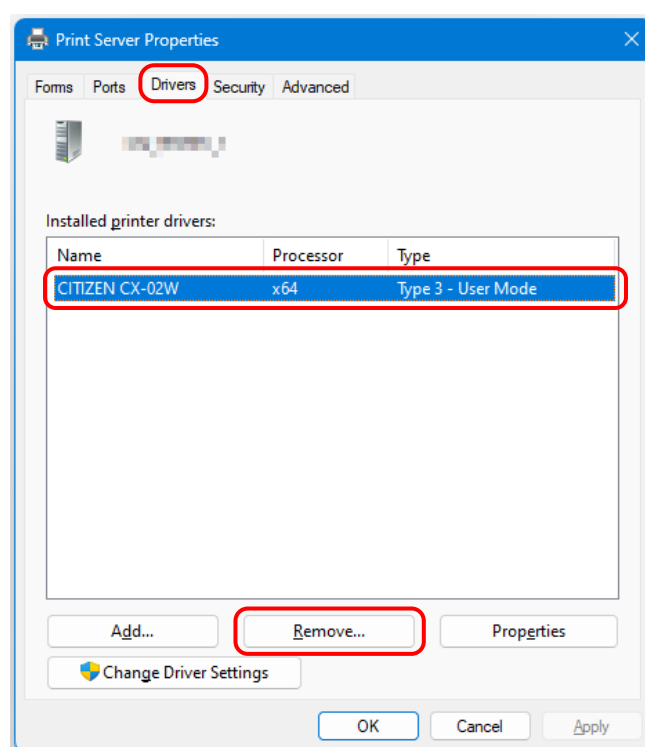 Print Server Properties
Forms Ports Drivers Security Advanced
Installed printer drivers:
Name Processor Type
CITIZEN CX-02W x64 Type 3 - User Mode
Add... Remove... Properties
Change Driver Settings
OK Cancel Apply